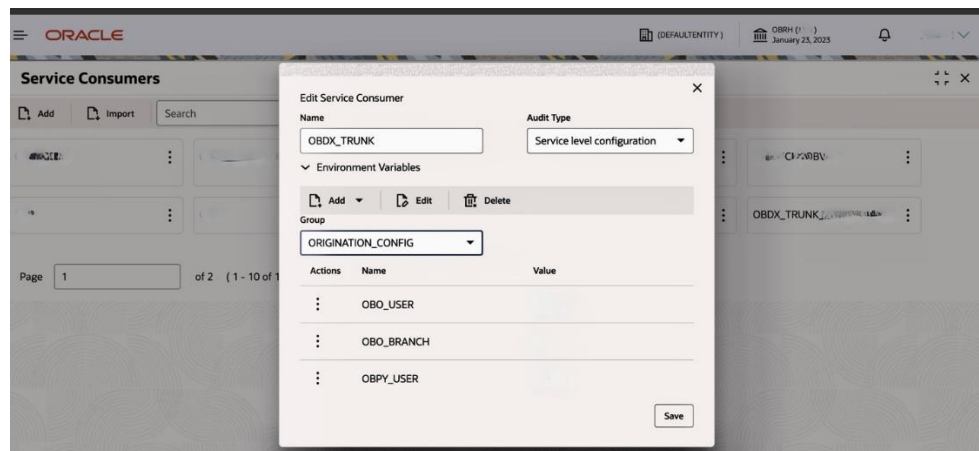 ORACLE
(DEFAULTENTITY)
OBRH (
January 23, 2023
Service Consumers
Add
Import
Search
Edit Service Consumer
Name
Audit Type
OBDX_TRUNK
Service level configuration
Environment Variables
Add
Edit
Delete
Group
ORIGINATION_CONFIG
Actions
Name
Value
OBO_USER
OBO_BRANCH
OBPY_USER
Save
OBDX_TRUNK_
Page
1
of 2
( 1 - 10 of 1